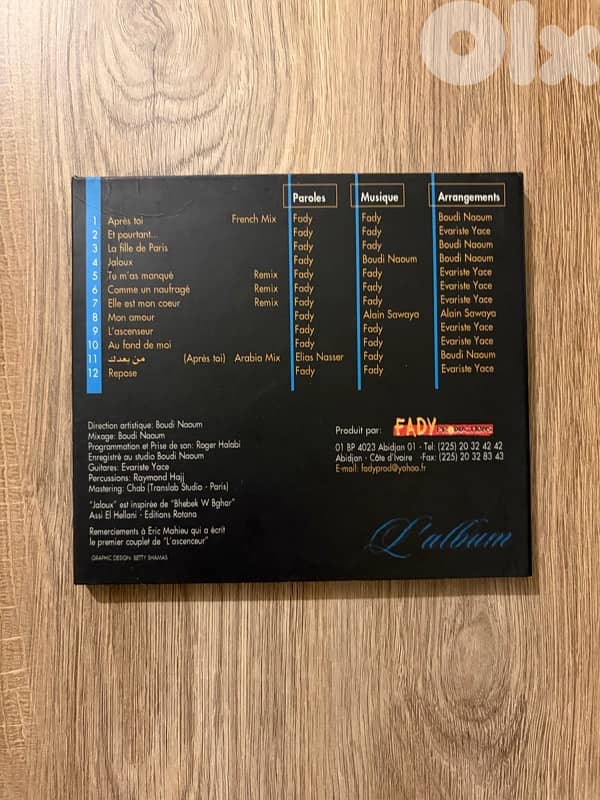 OLX
Paroles Musique Arrangements
1 Après toi French Mix Fady Fady Boudi Naoum
2 Et pourtant... Fady Fady Evariste Yace
3 La fille de Paris Fady Fady Boudi Naoum
4 Jaloux Fady Boudi Naoum Boudi Naoum
5 Tu m'as manqué Remix Fady Fady Evariste Yace
6 Comme un naufragé Remix Fady Fady Evariste Yace
7 Elle est mon coeur Remix Fady Fady Evariste Yace
8 Mon amour Fady Alain Sawaya Alain Sawaya
9 L'ascenseur Fady Fady Evariste Yace
10 Au fond de moi Fady Fady Evariste Yace
11 من بعدك (Après toi) Arabia Mix Elias Nasser Fady Boudi Naoum
12 Repose Fady Fady Evariste Yace
Direction artistique: Boudi Naoum
Mixage: Boudi Naoum
Programmation et Prise de son: Roger Halabi
Enregistré au studio Boudi Naoum
Guitares: Evariste Yace
Percussions: Raymond Hajj
Mastering: Chab (Translab Studio - Paris)
"Jaloux" est inspirée de "Bhebek W Bghar"
Assi El Hellani - Editions Rotana
Remerciements à Eric Mahieu qui a écrit
le premier couplet de "L'ascenceur"
GRAPHIC DESIGN: BETTY SHAMAS
Produit par: FADY PRODUCTIONS
01 BP 4023 Abidjan 01 - Tel: (225) 20 32 42 42
Abidjan - Côte d'Ivoire -Fax: (225) 20 32 83 43
E-mail: fadyprod@yahoo.fr
L'album